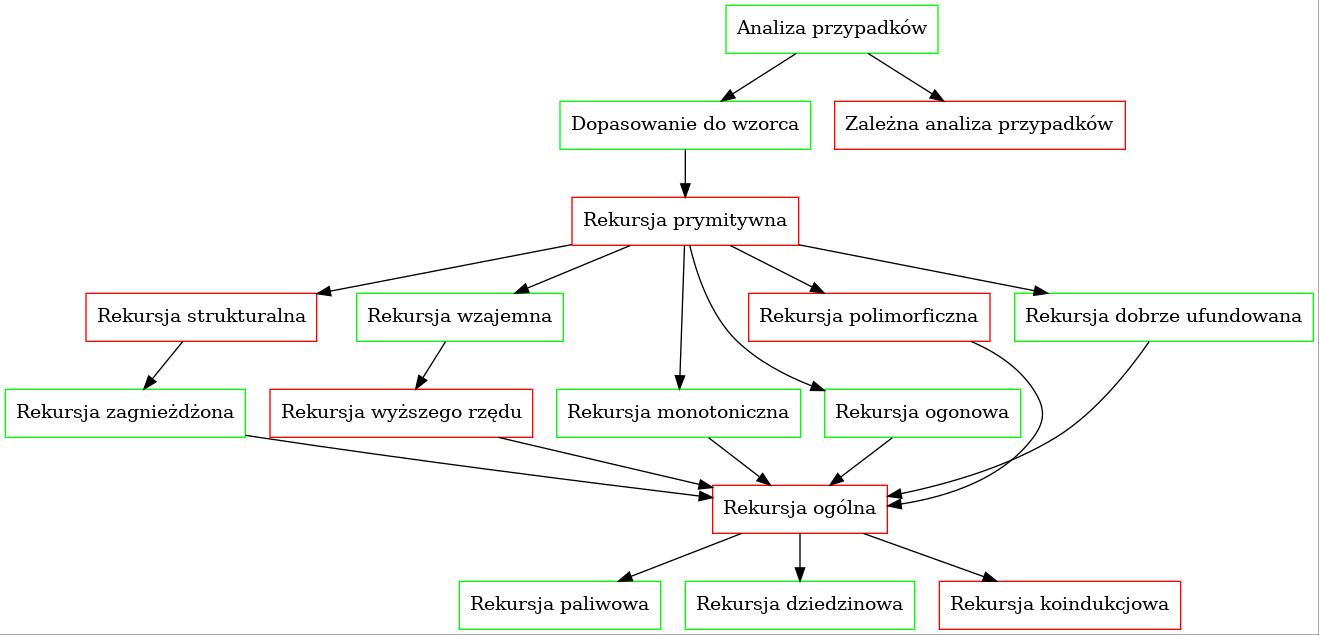 Analiza przypadków
Dopasowanie do wzorca
Zależna analiza przypadków
Rekursja prymitywna
Rekursja strukturalna
Rekursja wzajemna
Rekursja polimorficzna
Rekursja dobrze ufundowana
Rekursja zagnieżdżona
Rekursja wyższego rzędu
Rekursja monotoniczna
Rekursja ogonowa
Rekursja ogólna
Rekursja paliwowa
Rekursja dziedzinowa
Rekursja koindukcjowa